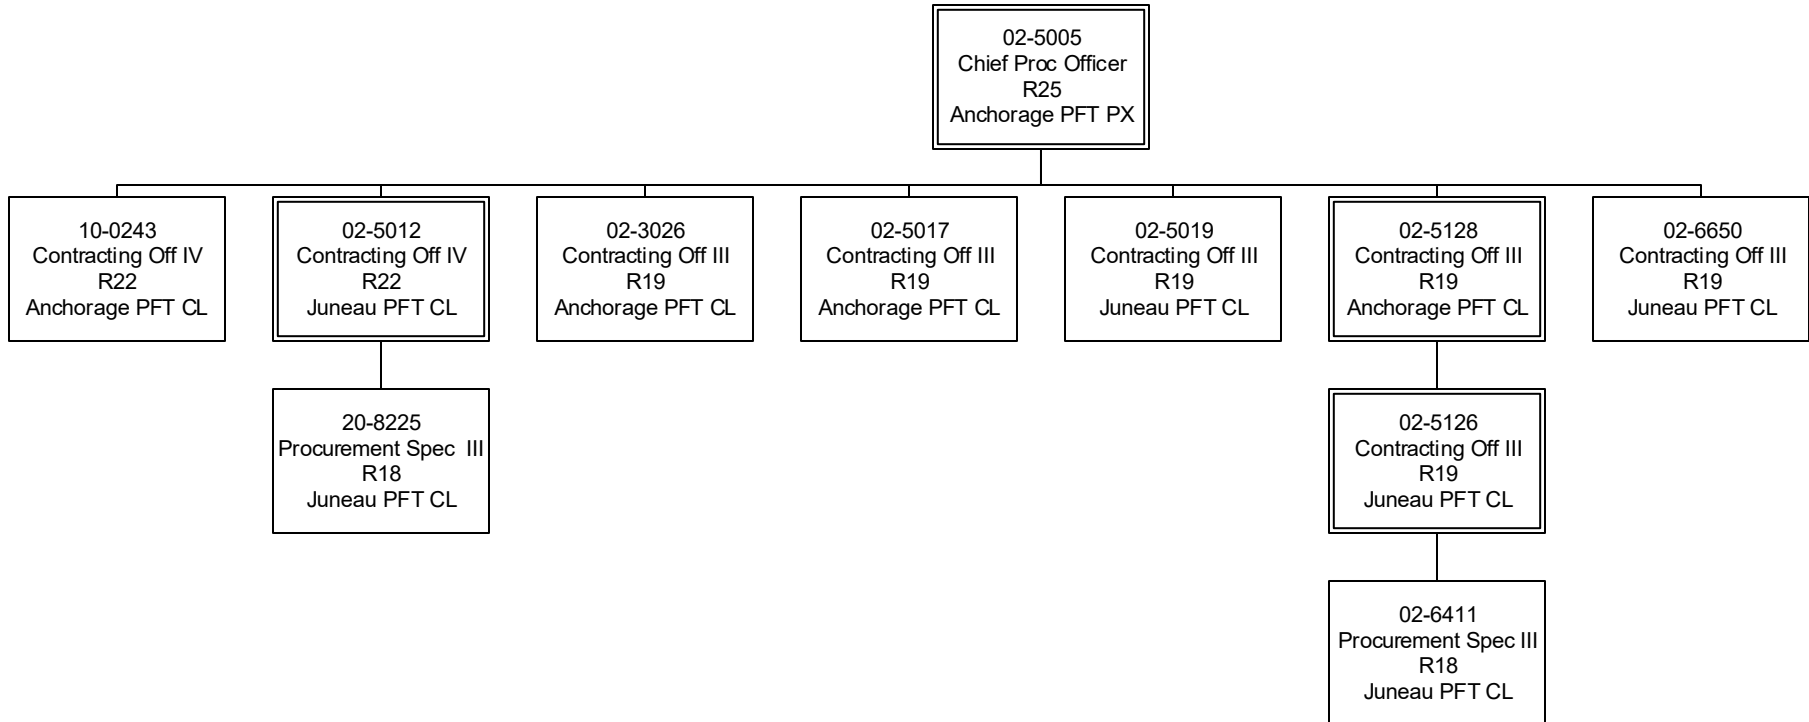 02-5005
Chief Proc Officer
R25
Anchorage PFT PX
10-0243
Contracting Off IV
R22
Anchorage PFT CL
02-5012
Contracting Off IV
R22
Juneau PFT CL
02-3026
Contracting Off III
R19
Anchorage PFT CL
02-5017
Contracting Off III
R19
Anchorage PFT CL
02-5019
Contracting Off III
R19
Juneau PFT CL
02-5128
Contracting Off III
R19
Anchorage PFT CL
02-6650
Contracting Off III
R19
Juneau PFT CL
20-8225
Procurement Spec  III
R18
Juneau PFT CL
02-5126
Contracting Off III
R19
Juneau PFT CL
02-6411
Procurement Spec III
R18
Juneau PFT CL